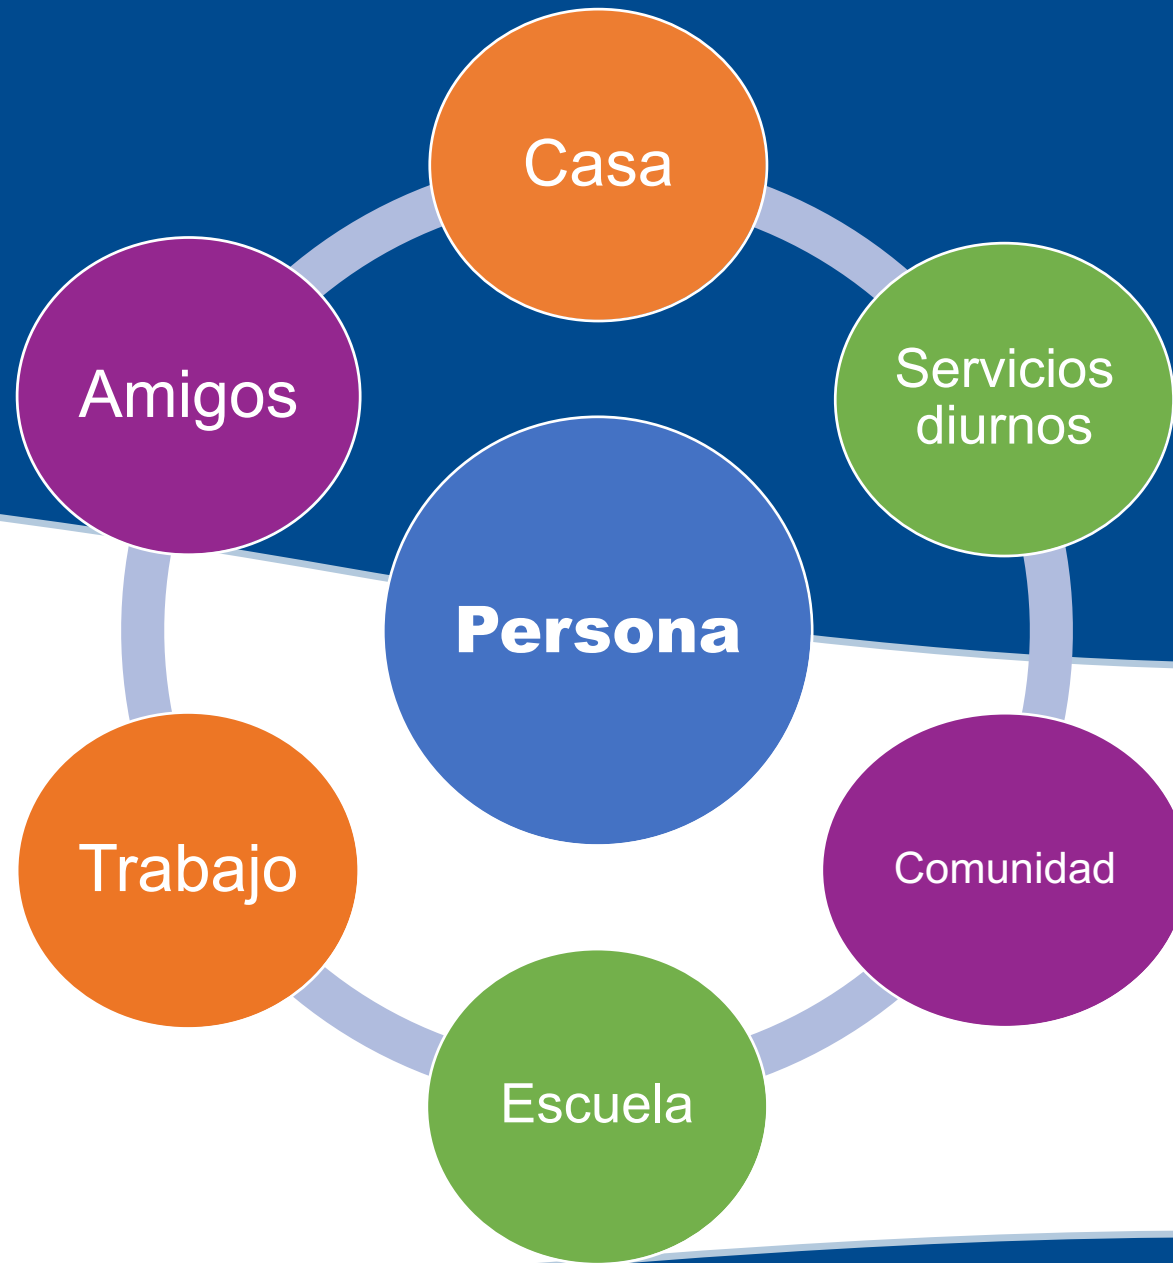 Casa
Amigos
Servicios
diurnos
Persona
Trabajo
Comunidad
Escuela